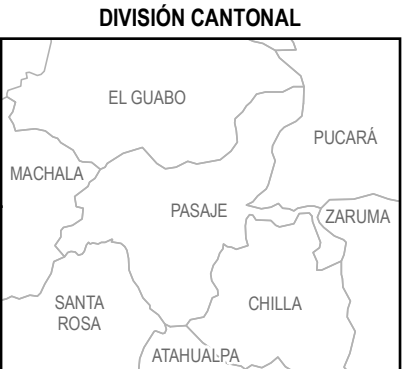 DIVISIÓN CANTONAL
EL GUABO
PUCARÁ
MACHALA
PASAJE
ZARUMA
SANTA
ROSA
CHILLA
ATAHUALPA